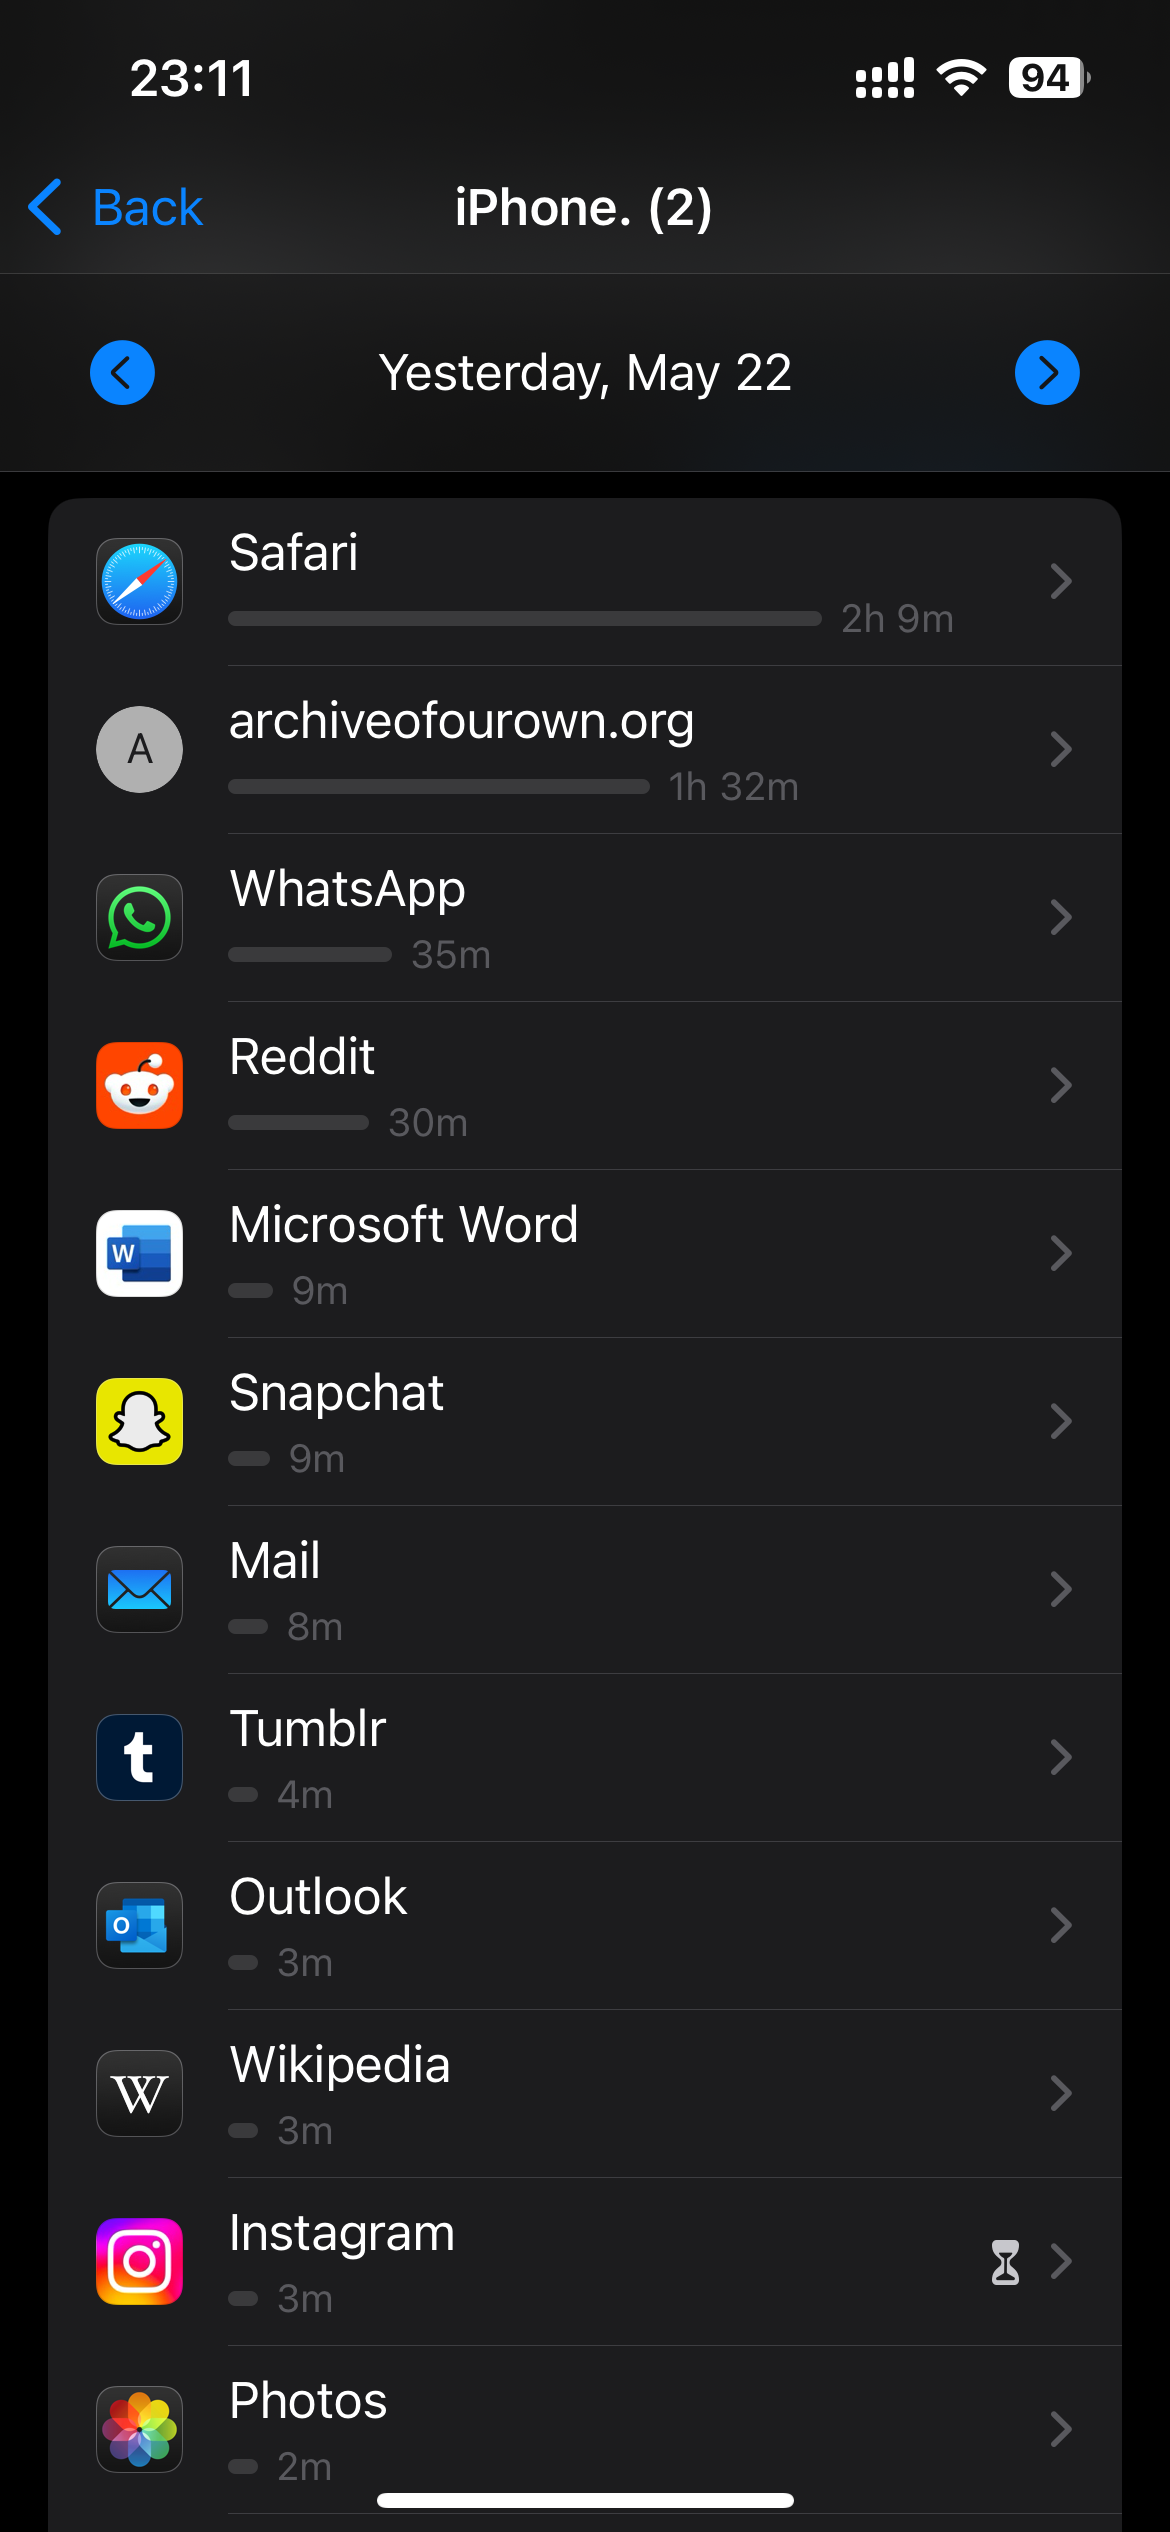 23:11
94
Back
iPhone. (2)
Yesterday, May 22
Safari
2h 9m
A
archiveofourown.org
1h 32m
WhatsApp
35m
Reddit
30m
W
Microsoft Word
9m
Snapchat
9m
Mail
8m
t
Tumblr
4m
O
Outlook
3m
W
Wikipedia
3m
Instagram
3m
Photos
2m